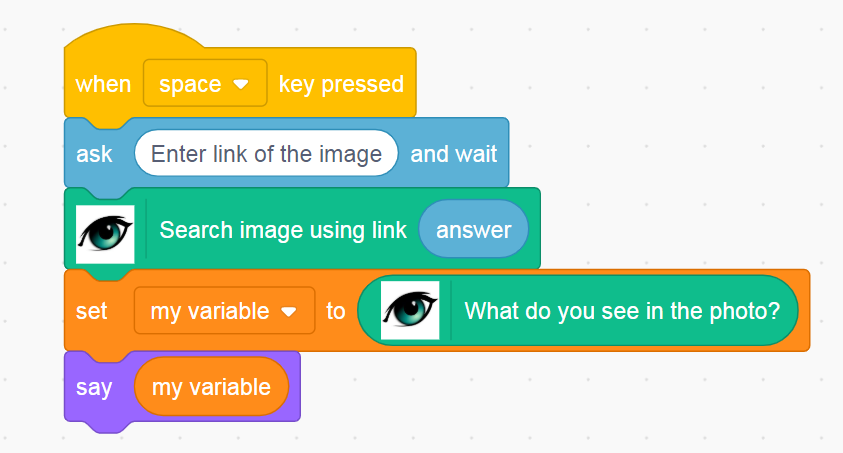 when space key pressed
ask Enter link of the image and wait
Search image using link answer
set my variable to What do you see in the photo?
say my variable